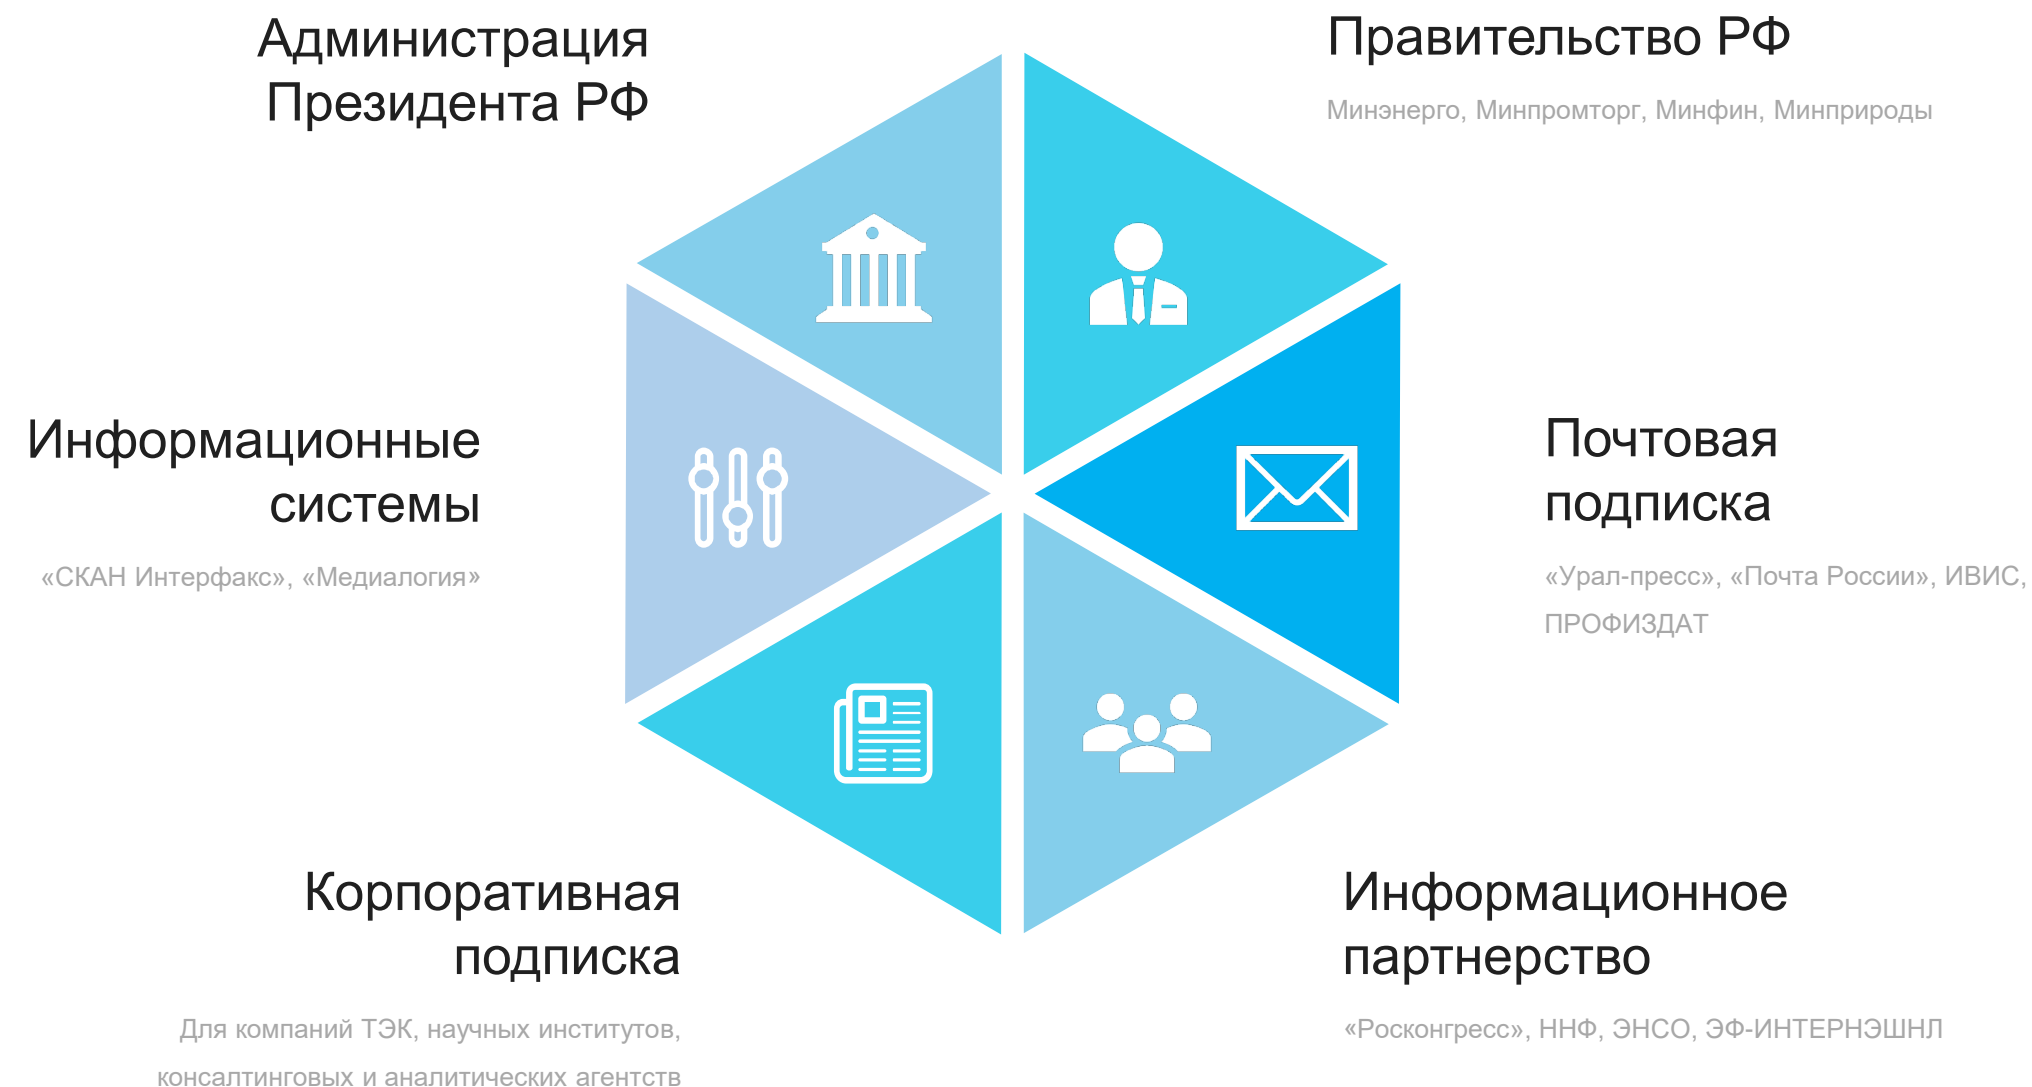 Администрация
Президента РФ
Правительство РФ
Минэнерго, Минпромторг, Минфин, Минприроды
Информационные
системы
«СКАН Интерфакс», «Медиалогия»
Почтовая
подписка
«Урал-пресс», «Почта России», ИВИС,
ПРОФИЗДАТ
Корпоративная
подписка
Для компаний ТЭК, научных институтов,
консалтинговых и аналитических агентств
Информационное
партнерство
«Росконгресс», ННФ, ЭНСО, ЭФ-ИНТЕРНЭШНЛ